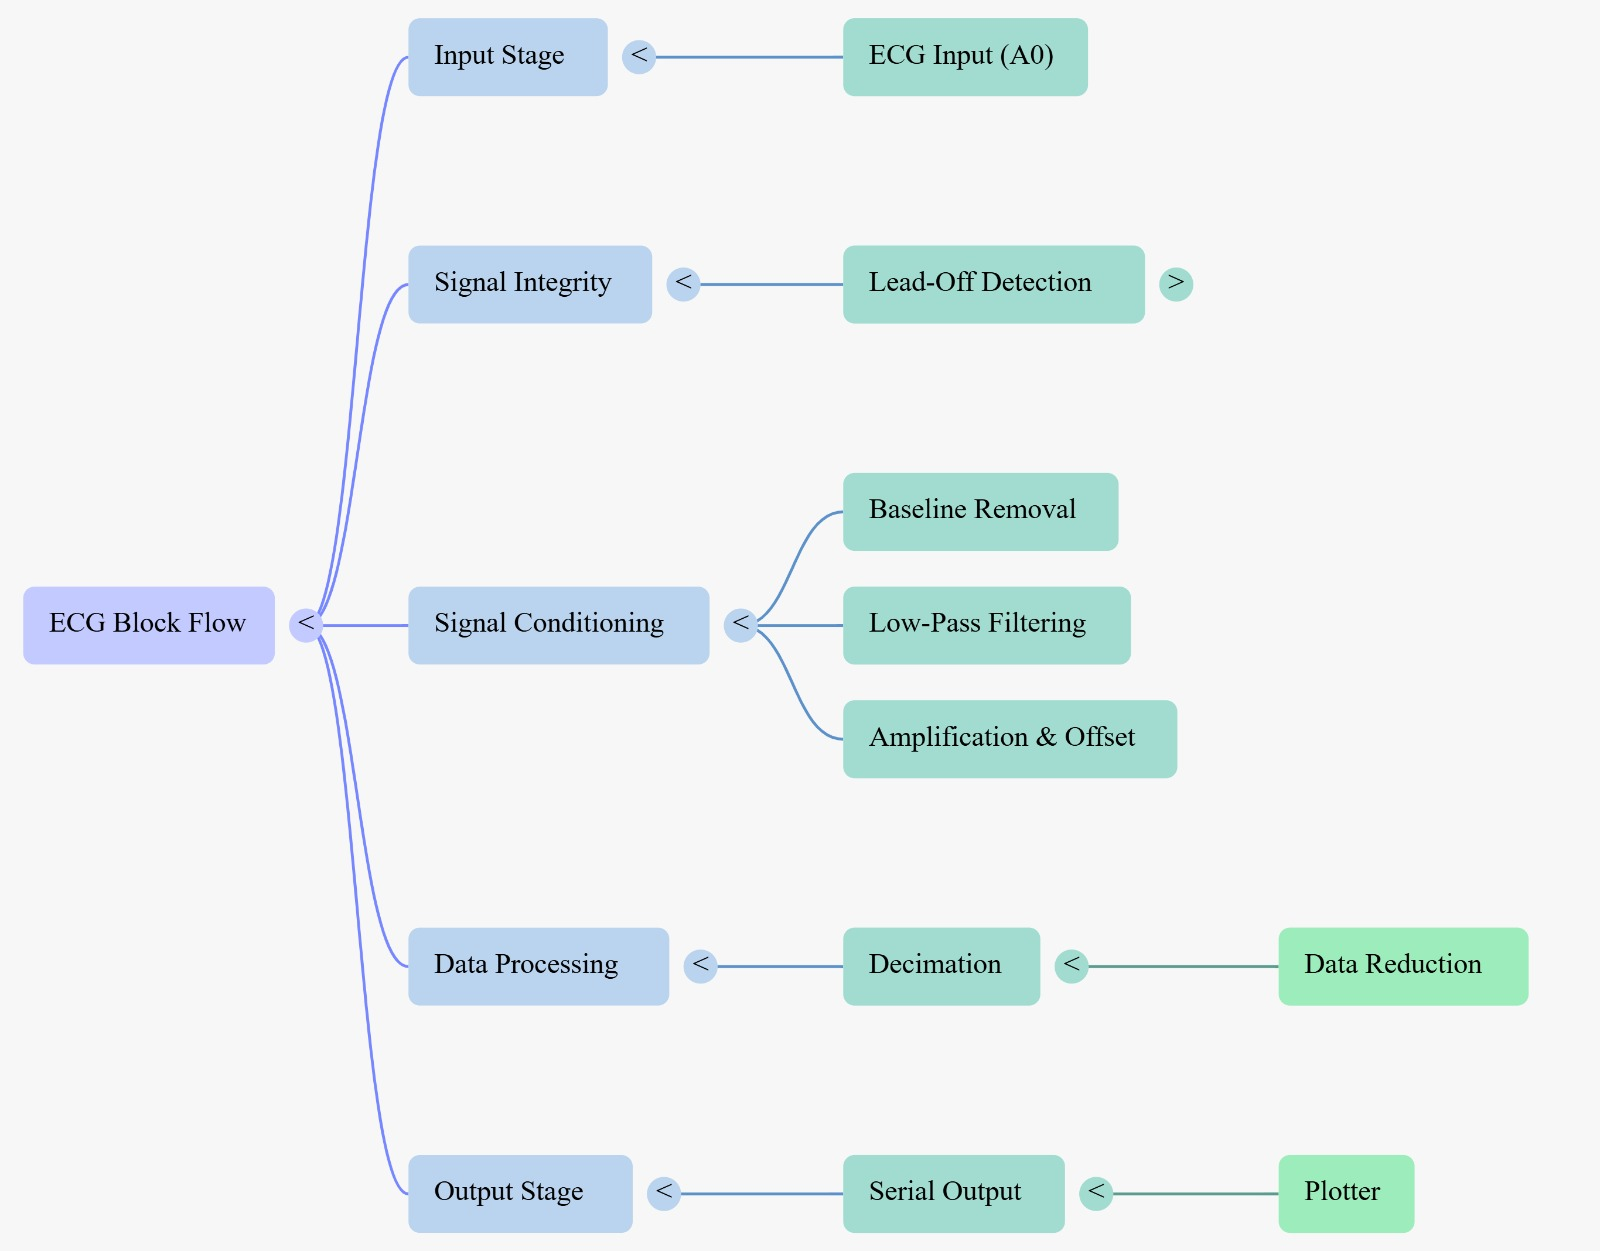 Input Stage
<
ECG Input (A0)
Signal Integrity
<
Lead-Off Detection
>
Baseline Removal
ECG Block Flow
<
Signal Conditioning
<
Low-Pass Filtering
Amplification & Offset
Data Processing
<
Decimation
<
Data Reduction
Output Stage
<
Serial Output
<
Plotter